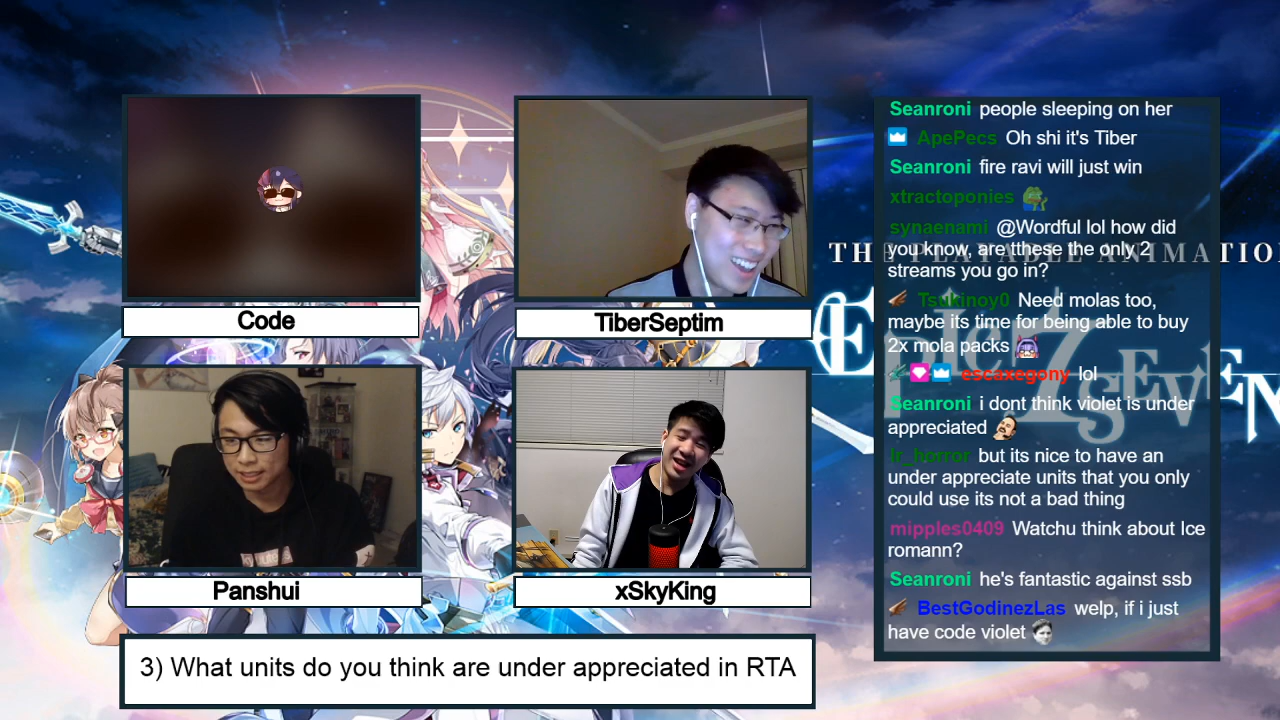 Code
TiberSeptim
Panshui
xSkyKing
3) What units do you think are under appreciated in RTA
Seanroni people sleeping on her
ApePecs Oh shi it's Tiber
Seanroni fire ravi will just win
xtractoponies
synaenami @Wordful lol how did
you know, are tthese the only 2
streams you go in?
Tsukinoy0 Need molas too,
maybe its time for being able to buy
2x mola packs
escaxegony lol
Seanroni i dont think violet is under
appreciated
lr_horror but its nice to have an
under appreciate units that you only
could use its not a bad thing
mipples0409 Watchu think about Ice
romann?
Seanroni he's fantastic against ssb
BestGodinezLas welp, if i just
have code violet
THE PLAYABLE ANIMATIO
EPIC SEVEN